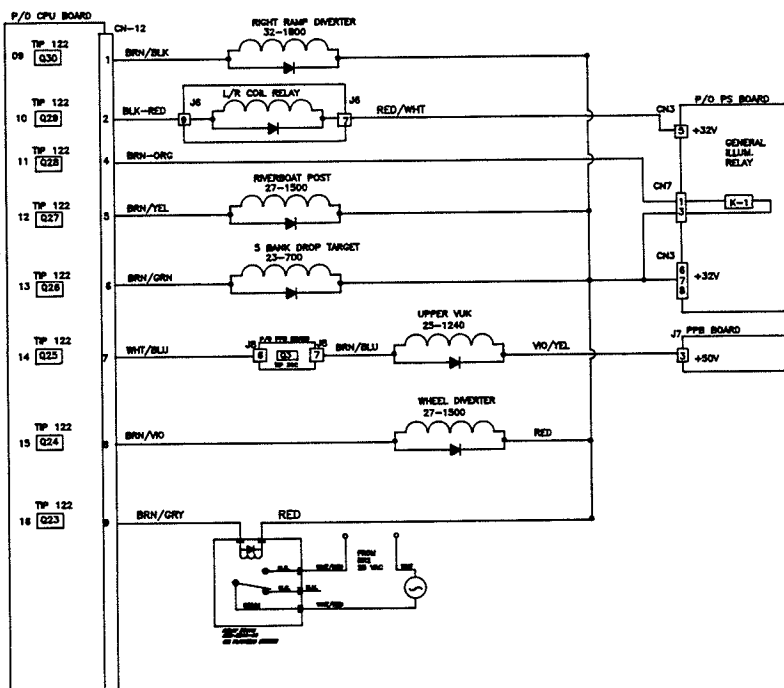 P/O CPU BOARD
CN-12
RIGHT RAMP DIVERTER
32-1800
TIP 122
09 Q30
1
BRN/BLK
L/R COIL RELAY
J6
J6
TIP 122
10 Q29
2
BLK-RED
7
RED/WHT
CN3
P/O PS BOARD
5
+32V
GENERAL
ILLUM.
RELAY
TIP 122
11 Q28
4
BRN-ORG
CN7
1
3
K-1
RIVERBOAT POST
27-1500
TIP 122
12 Q27
5
BRN/YEL
5 BANK DROP TARGET
23-700
CN3
TIP 122
13 Q26
6
BRN/GRN
6
7
8
+32V
UPPER VUK
25-1240
J7 PPB BOARD
TIP 122
14 Q25
7
WHT/BLU
6
Q3
7
BRN/BLU
VIO/YEL
3
+50V
WHEEL DIVERTER
27-1500
TIP 122
15 Q24
8
BRN/VIO
RED
TIP 122
16 Q23
9
BRN/GRY
RED
FROM